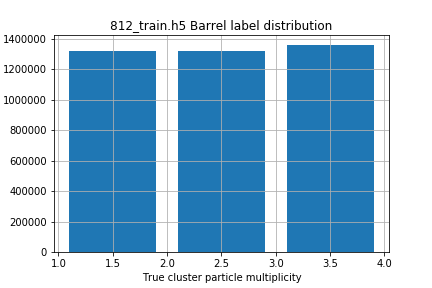 812_train.h5 Barrel label distribution
1400000
1200000
1000000
800000
600000
400000
200000
0
1.0 1.5 2.0 2.5 3.0 3.5 4.0
True cluster particle multiplicity